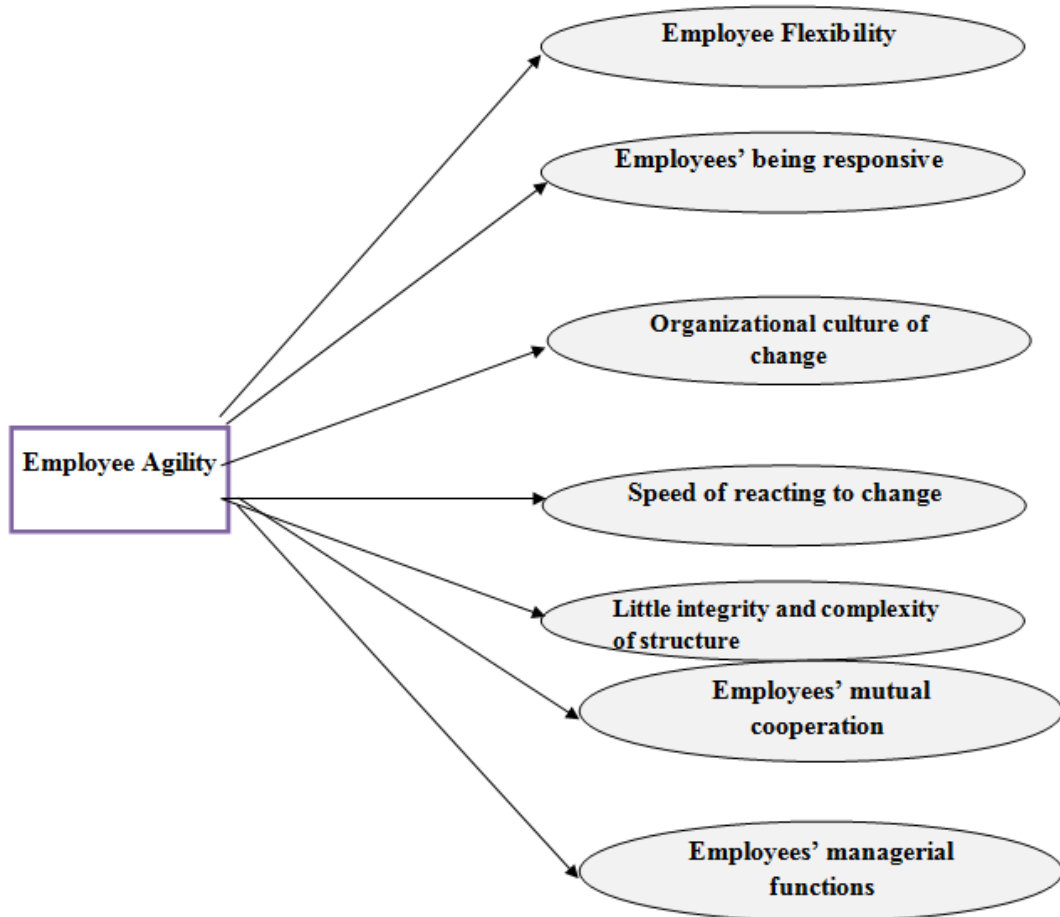 Employee Flexibility
Employees’ being responsive
Organizational culture of
change
Employee Agility
Speed of reacting to change
Little integrity and complexity
of structure
Employees’ mutual
cooperation
Employees’ managerial
functions